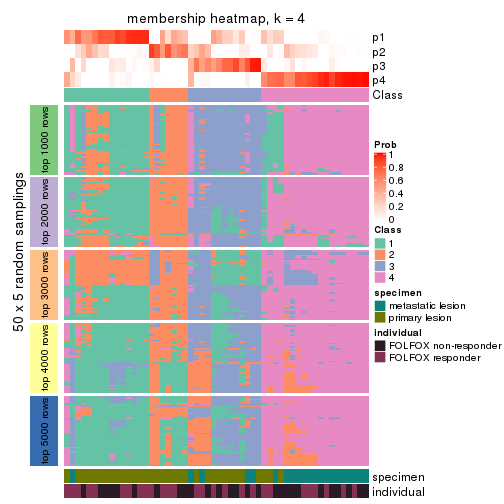 membership heatmap, k = 4
p1
p2
p3
p4
Class
50 x 5 random samplings
top 1000 rows
top 2000 rows
top 3000 rows
top 4000 rows
top 5000 rows
specimen
individual
Prob
1
0.8
0.6
0.4
0.2
0
Class
1
2
3
4
specimen
metastatic lesion
primary lesion
individual
FOLFOX non-responder
FOLFOX responder